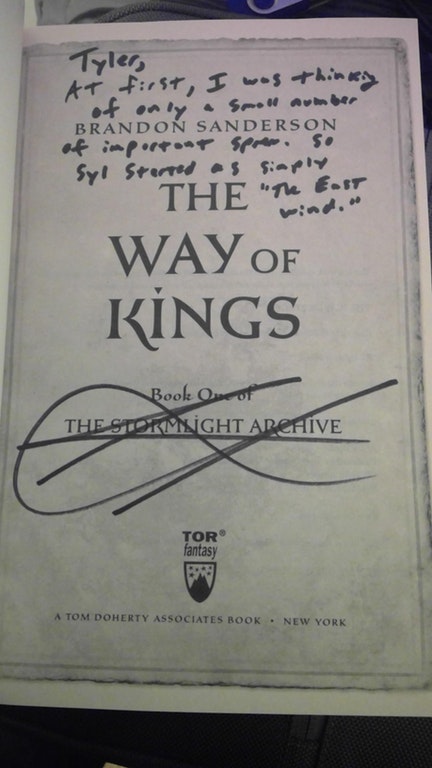 Tyler,
At first, I was thinking
of only a small number
BRANDON SANDERSON
of important spren. So
Syl started as simply
"The East
wind."
THE
WAY OF
KINGS
Book One of
THE STORMLIGHT ARCHIVE
TOR®
fantasy
A TOM DOHERTY ASSOCIATES BOOK • NEW YORK